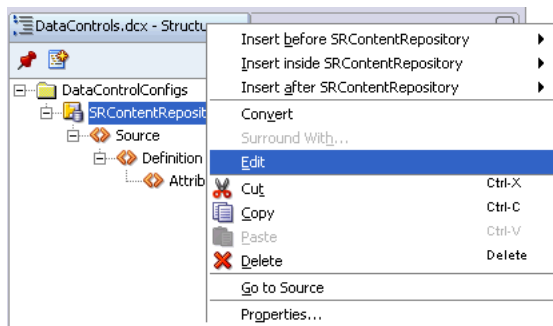 DataControls.dcx - Structu
DataControlConfigs
SRContentReposit
Source
Definition
Attrib
Insert before SRContentRepository
Insert inside SRContentRepository
Insert after SRContentRepository
Convert
Surround With...
Edit
Cut Ctrl-X
Copy Ctrl-C
Paste Ctrl-V
Delete Delete
Go to Source
Properties...